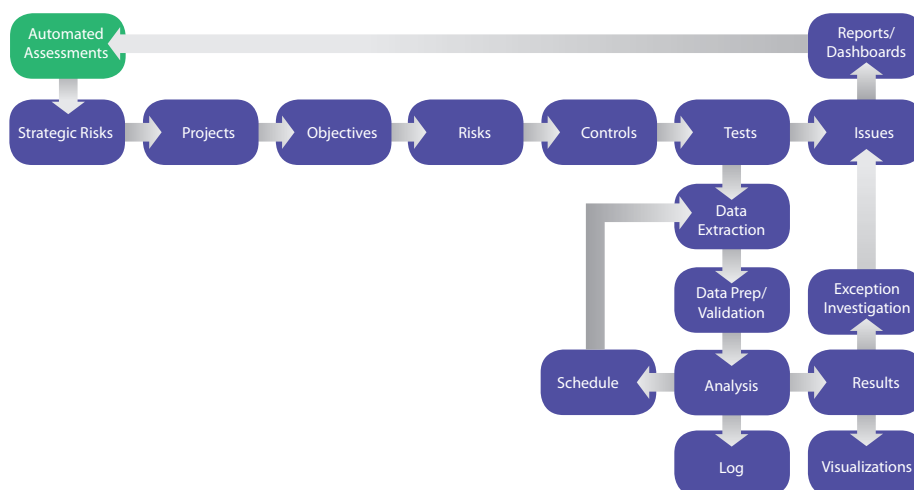 Automated
Assessments
Reports/
Dashboards
Strategic Risks
Projects
Objectives
Risks
Controls
Tests
Issues
Data
Extraction
Data Prep/
Validation
Exception
Investigation
Schedule
Analysis
Results
Log
Visualizations